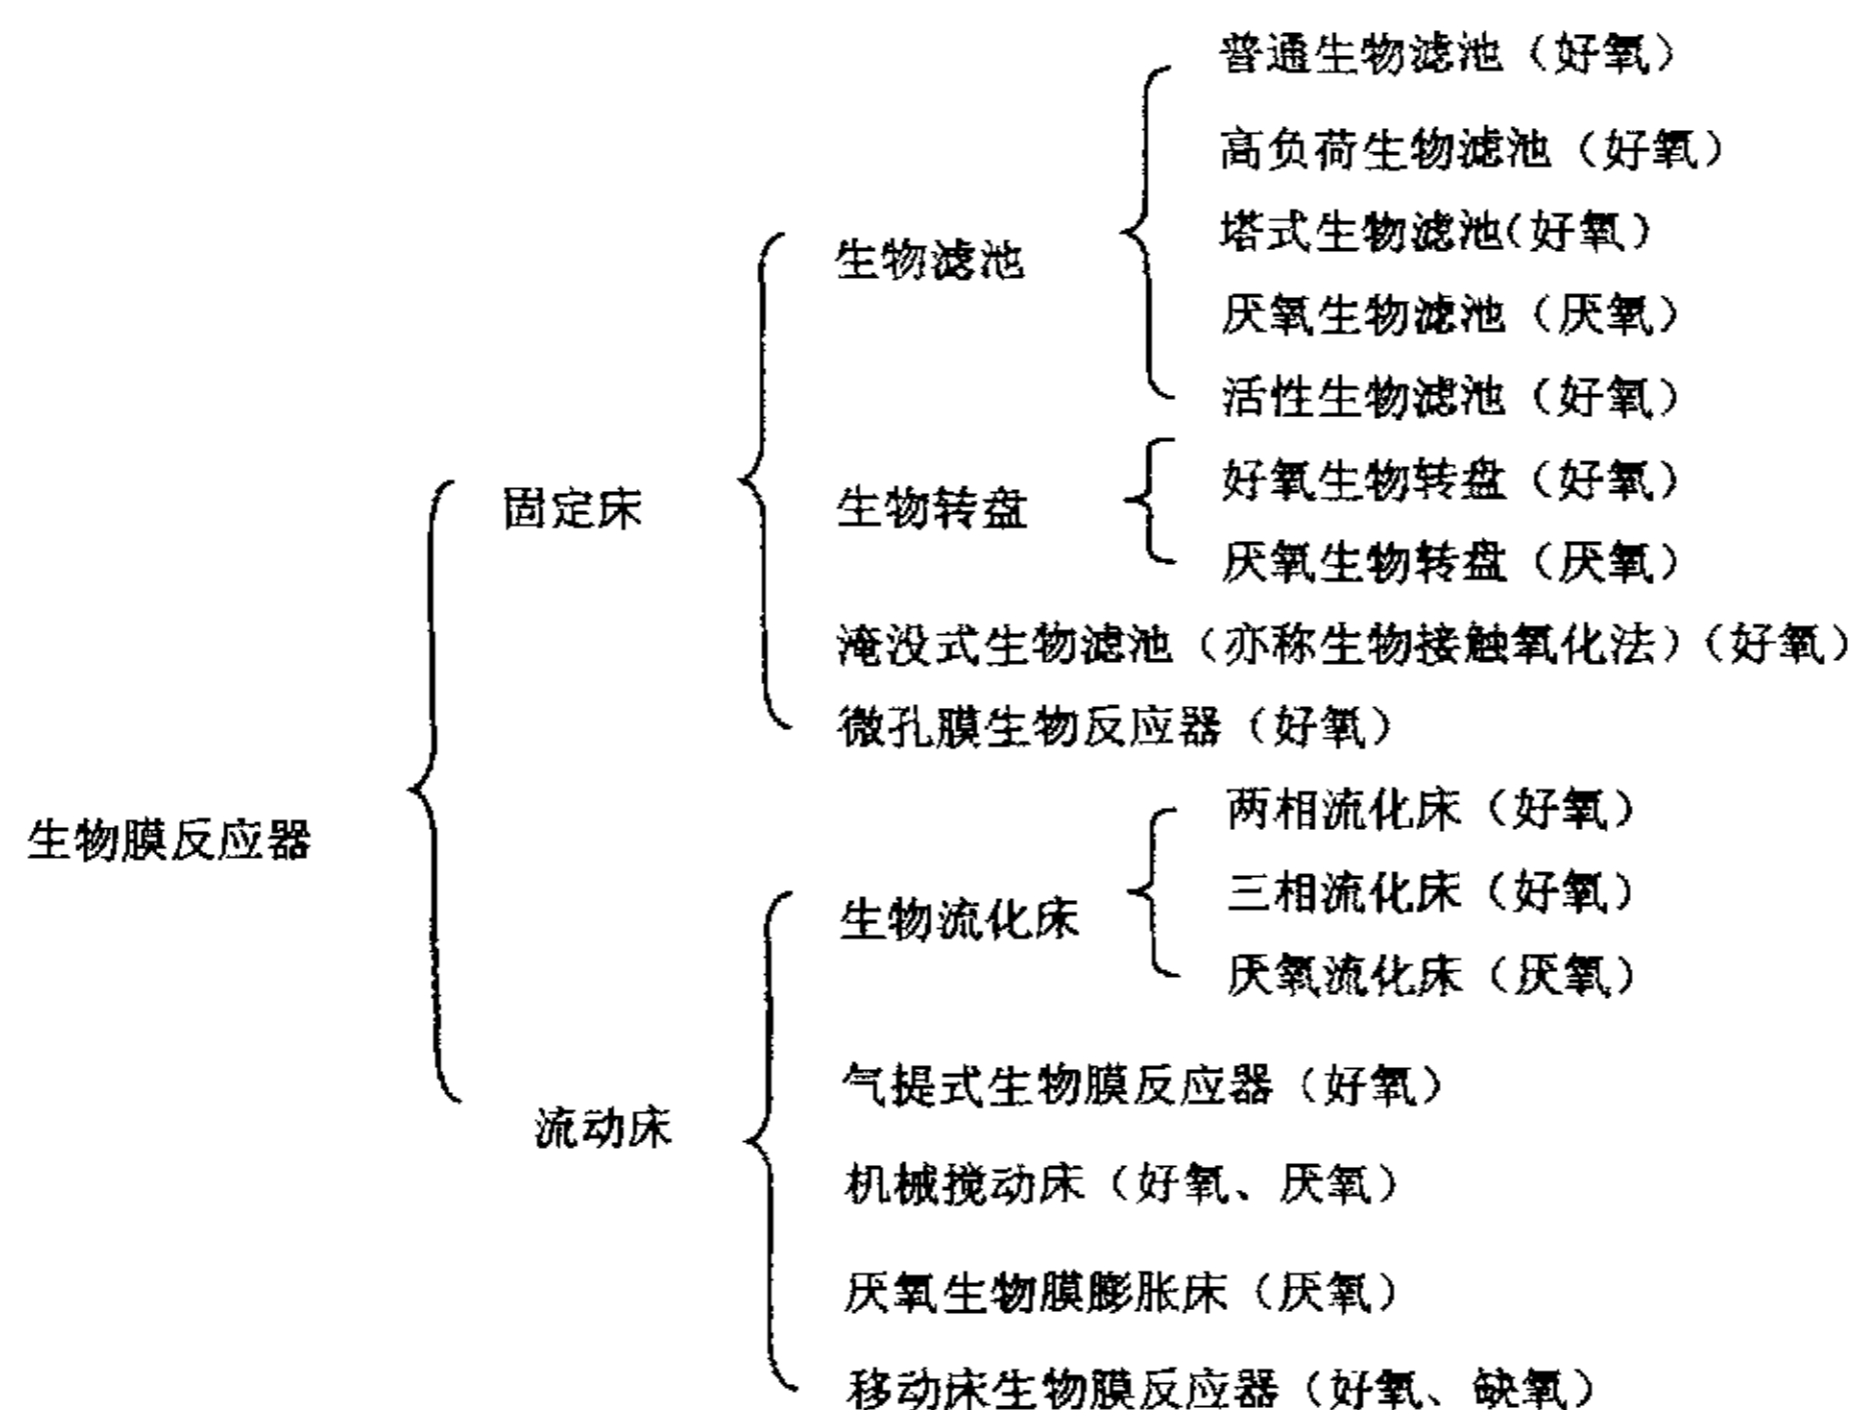 普通生物滤池（好氧）
高负荷生物滤池（好氧）
塔式生物滤池(好氧）
生物滤池
厌氧生物滤池（厌氧）
活性生物滤池（好氧）
好氧生物转盘（好氧）
固定床
生物转盘
厌氧生物转盘（厌氧）
淹没式生物滤池（亦称生物接触氧化法）（好氧）
微孔膜生物反应器（好氧）
两相流化床（好氧）
生物膜反应器
三相流化床（好氧）
生物流化床
厌氧流化床（厌氧）
气提式生物膜反应器（好氧）
流动床
机械搅动床（好氧、厌氧）
厌氧生物膜膨胀床（厌氧）
移动床生物膜反应器（好氧、缺氧）